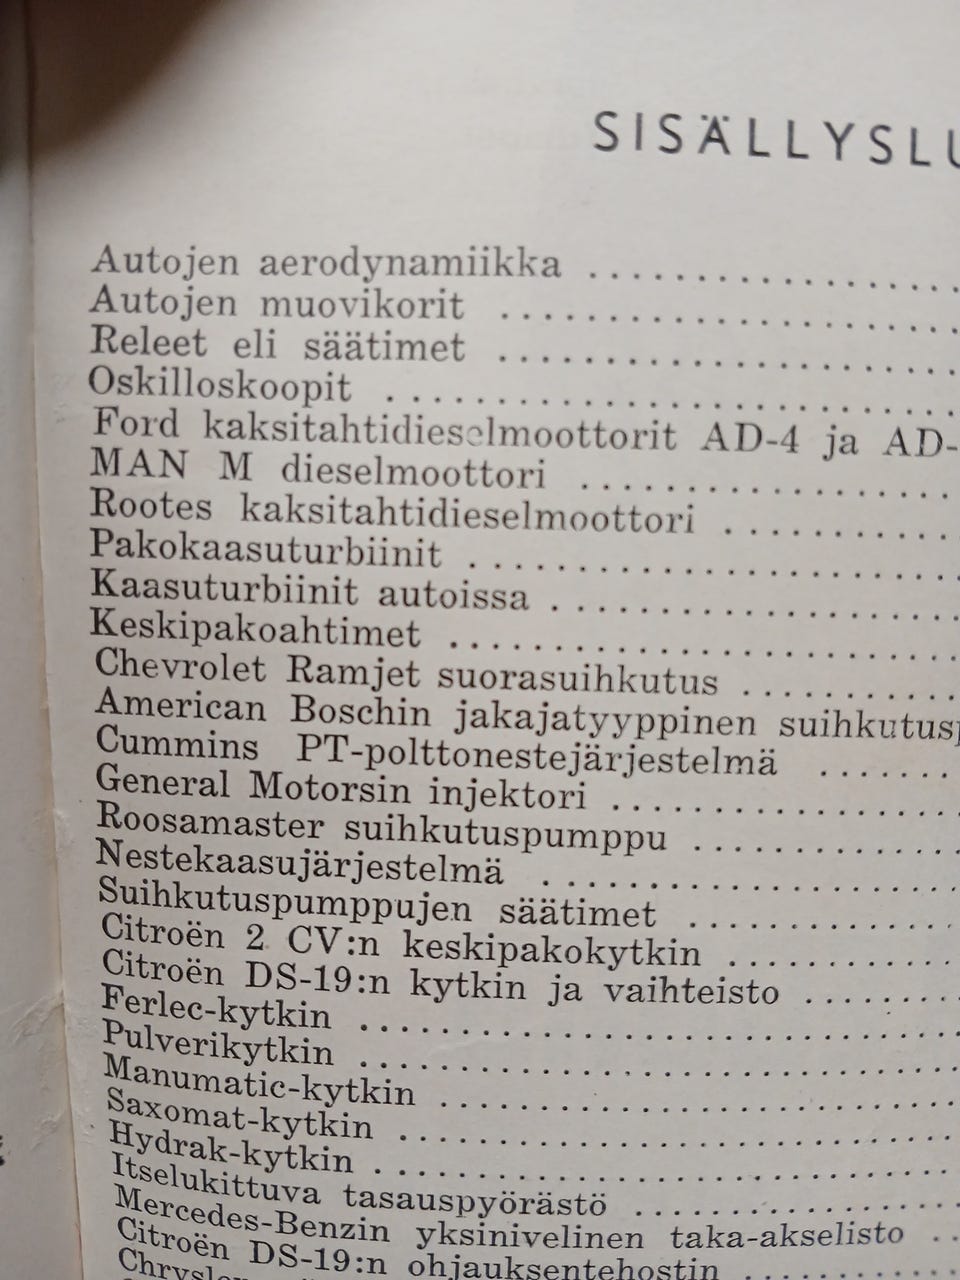 SISÄLLYSLU
Autojen aerodynamiikka ..................
Autojen muovikorit ......................
Releet eli säätimet ......................
Oskilloskoopit ...........................
Ford kaksitahtidieselmoottorit AD-4 ja AD-
MAN M dieselmoottori ..................
Rootes kaksitahtidieselmoottori ...........
Pakokaasuturbiinit .......................
Kaasuturbiinit autoissa ...................
Keskipakoahtimet ........................
Chevrolet Ramjet suorasuihkutus ..........
American Boschin jakajatyyppinen suihkutusp
Cummins PT-polttonestejärjestelmä .......
General Motorsin injektori ................
Roosamaster suihkutuspumppu .............
Nestekaasujärjestelmä ....................
Suihkutuspumppujen säätimet .............
Citroën 2 CV:n keskipakokytkin ...........
Citroën DS-19:n kytkin ja vaihteisto ........
Ferlec-kytkin ............................
Pulverikytkin ............................
Manumatic-kytkin ........................
Saxomat-kytkin ..........................
Hydrak-kytkin ...........................
Itselukittuva tasauspyörästö ...............
Mercedes-Benzin yksinivelinen taka-akselisto ..
Citroën DS-19:n ohjauksentehostin ..........